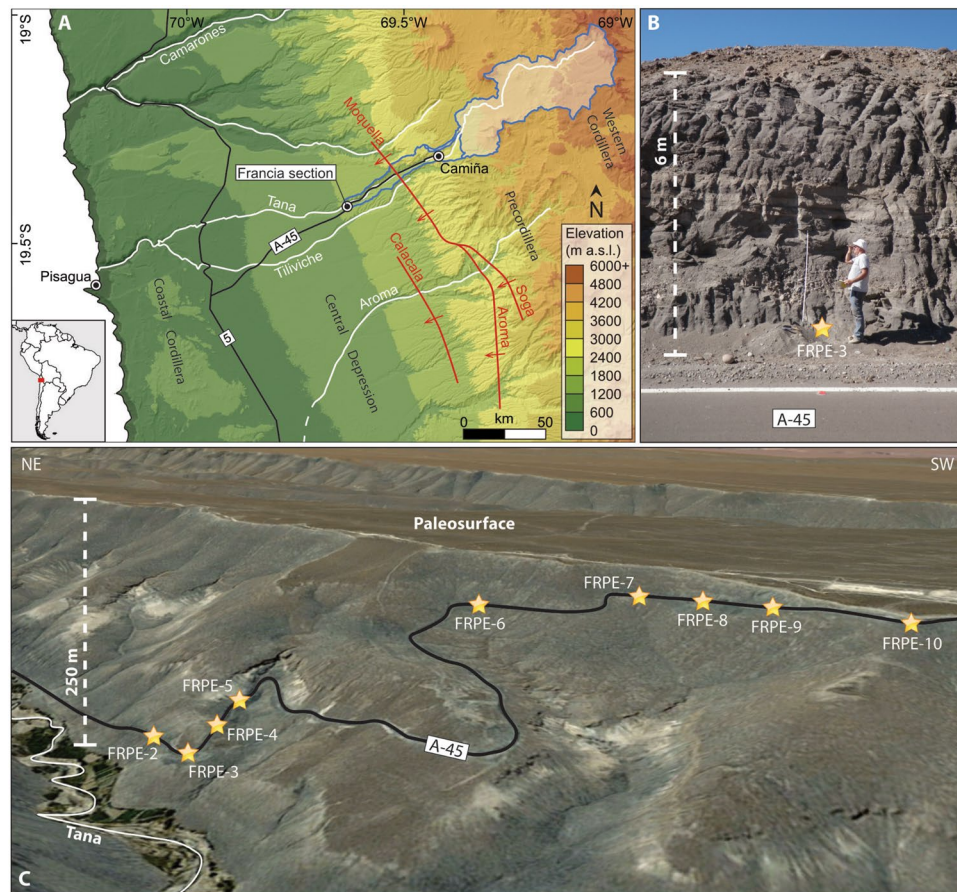 A
70°W
69.5°W
69°W
19°S
19.5°S
Camarones
Moquella
Western
Cordillera
Camiña
Francia section
Tana
A-45
Tiliviche
Precordillera
N
Pisagua
Coastal
Cordillera
5
Central
Depression
Aroma
Calacala
Soga
Aroma
Elevation
(m a.s.l.)
6000+
4800
4200
3600
3000
2400
1800
1200
600
0
km
0
50
B
6 m
FRPE-3
A-45
NE
SW
Paleosurface
250 m
FRPE-7
FRPE-6
FRPE-8
FRPE-9
FRPE-10
FRPE-5
FRPE-4
FRPE-2
FRPE-3
A-45
Tana
C